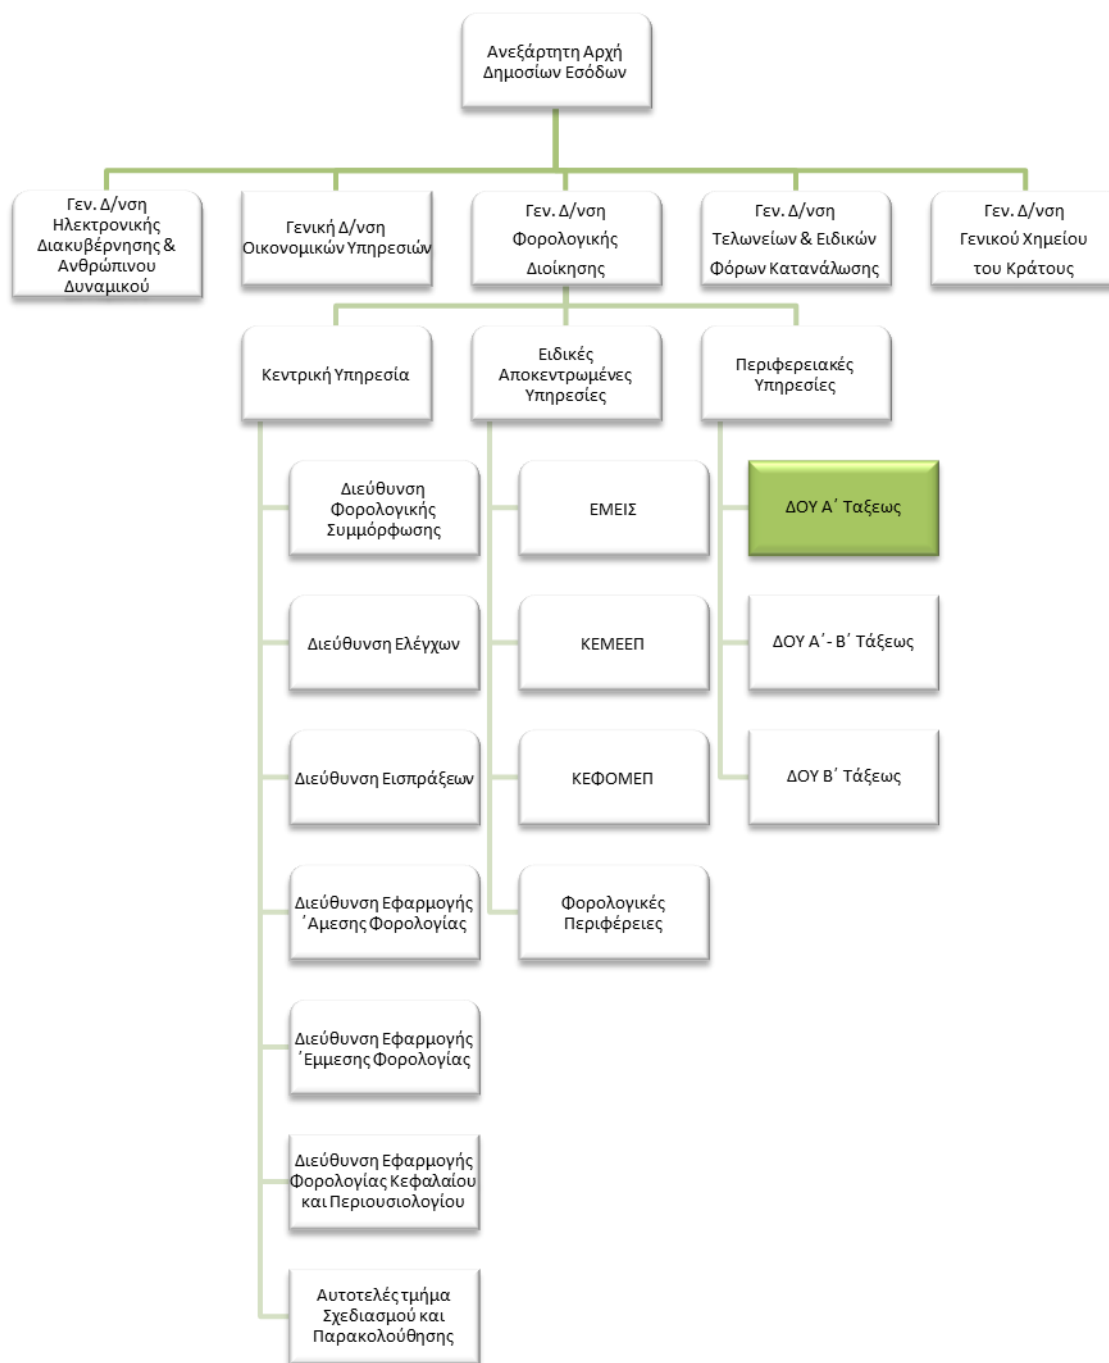 Ανεξάρτητη Αρχή
Δημοσίων Εσόδων
Γεν. Δ/νση
Ηλεκτρονικής
Διακυβέρνησης &
Ανθρώπινου
Δυναμικού
Γενική Δ/νση
Οικονομικών Υπηρεσιών
Γεν. Δ/νση
Φορολογικής
Διοίκησης
Γεν. Δ/νση
Τελωνείων & Ειδικών
Φόρων Κατανάλωσης
Γεν. Δ/νση
Γενικού Χημείου
του Κράτους
Κεντρική Υπηρεσία
Ειδικές
Αποκεντρωμένες
Υπηρεσίες
Περιφερειακές
Υπηρεσίες
Διεύθυνση
Φορολογικής
Συμμόρφωσης
ΕΜΕΙΣ
ΔΟΥ Α΄ Ταξεως
Διεύθυνση Ελέγχων
ΚΕΜΕΕΠ
ΔΟΥ Α΄- Β΄ Τάξεως
Διεύθυνση Εισπράξεων
ΚΕΦΟΜΕΠ
ΔΟΥ Β΄ Τάξεως
Διεύθυνση Εφαρμογής
΄Αμεσης Φορολογίας
Φορολογικές
Περιφέρειες
Διεύθυνση Εφαρμογής
΄Εμμεσης Φορολογίας
Διεύθυνση Εφαρμογής
Φορολογίας Κεφαλαίου
και Περιουσιολογίου
Αυτοτελές τμήμα
Σχεδιασμού και
Παρακολούθησης